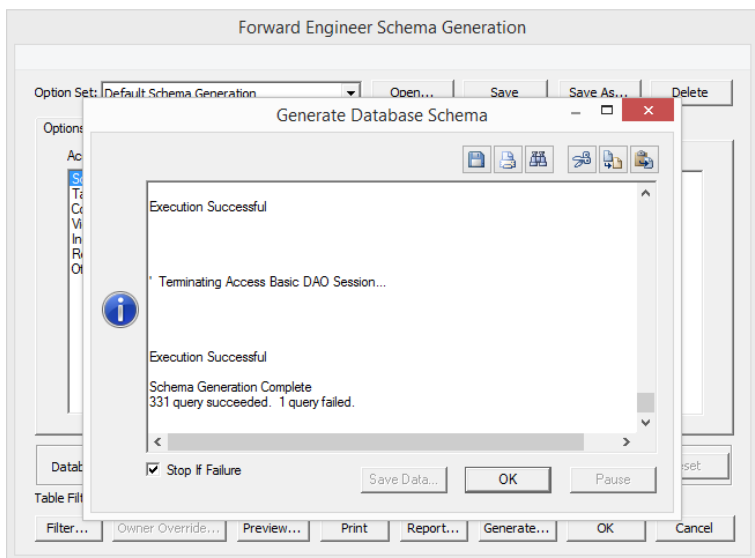 Forward Engineer Schema Generation
Option Set: Default Schema Generation Open... Save Save As... Delete
Generate Database Schema
Options
Ac
Execution Successful
' Terminating Access Basic DAO Session...
Execution Successful
Schema Generation Complete
331 query succeeded. 1 query failed.
Stop If Failure
Save Data... OK Pause
Datab
Table Filt
Filter... Owner Override... Preview... Print Report... Generate... OK Cancel